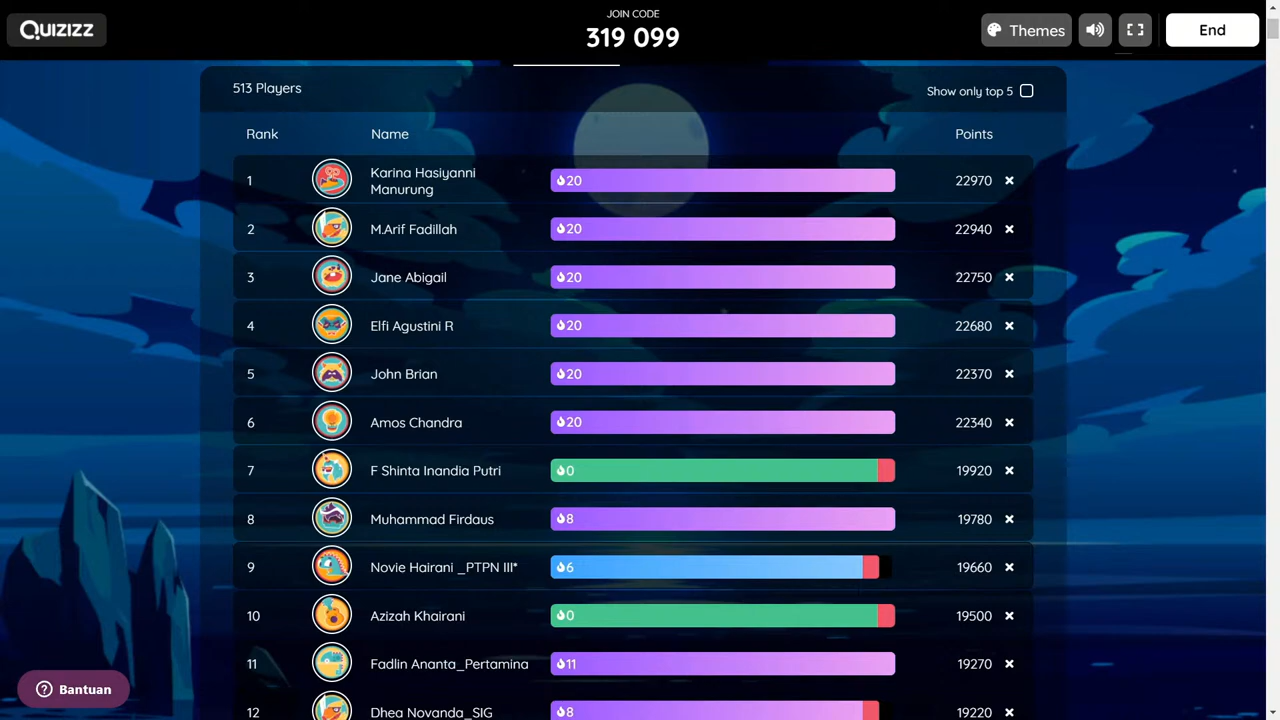 Quizizz
JOIN CODE
319 099
Themes
End
513 Players
Show only top 5
Rank Name Points
1 Karina Hasiyanni Manurung 20 22970
2 M.Arif Fadillah 20 22940
3 Jane Abigail 20 22750
4 Elfi Agustini R 20 22680
5 John Brian 20 22370
6 Amos Chandra 20 22340
7 F Shinta Inandia Putri 0 19920
8 Muhammad Firdaus 8 19780
9 Novie Hairani _PTPN III* 6 19660
10 Azizah Khairani 0 19500
11 Fadlin Ananta_Pertamina 11 19270
12 Dhea Novanda_SIG 8 19220
Bantuan